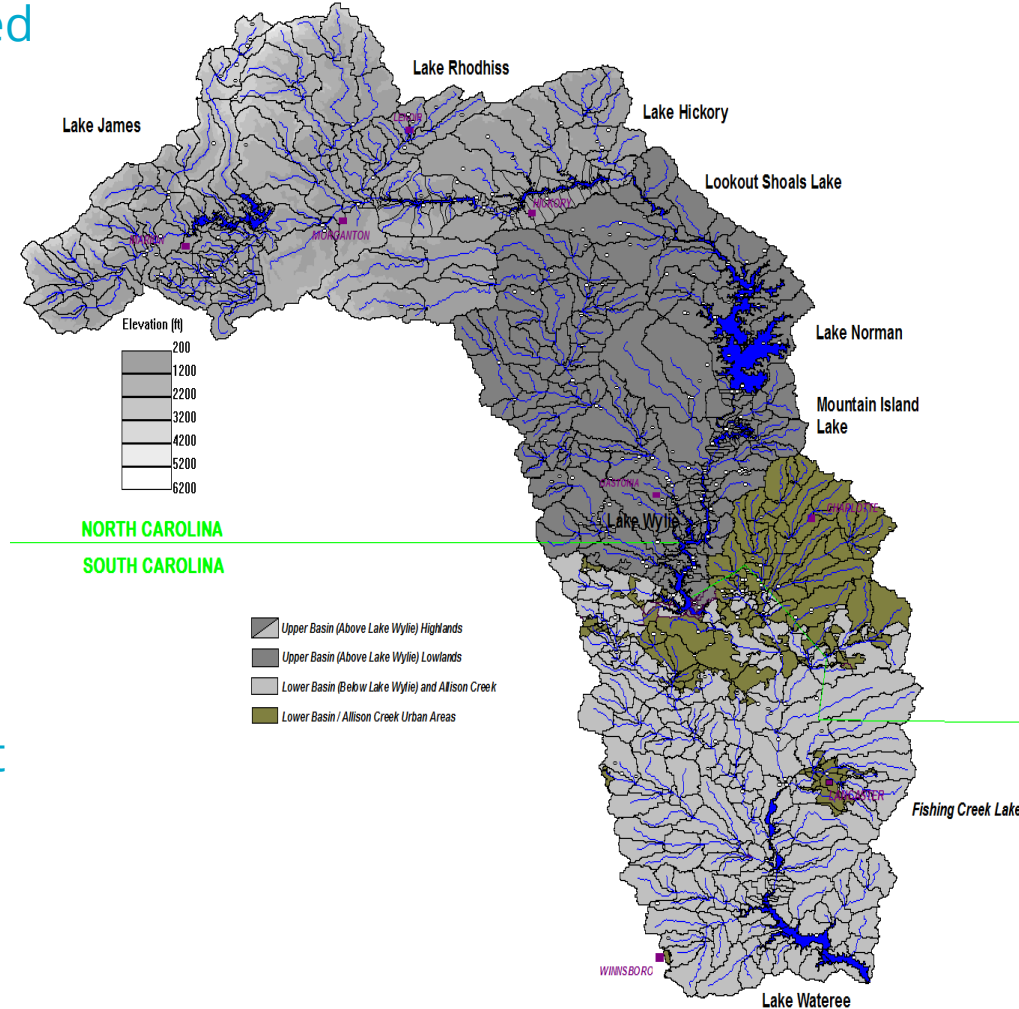 ed
Lake Rhodhiss
Lake James
Lake Hickory
LENOIR
Lookout Shoals Lake
HICKORY
MORGANTON
MARION
Elevation (ft)
200
1200
2200
3200
4200
5200
6200
Lake Norman
Mountain Island
Lake
GASTONIA
CHARLOTTE
Lake Wylie
NORTH CAROLINA
SOUTH CAROLINA
Upper Basin (Above Lake Wylie) Highlands
Upper Basin (Above Lake Wylie) Lowlands
Lower Basin (Below Lake Wylie) and Allison Creek
Lower Basin / Allison Creek Urban Areas
t
LANCASTER
Fishing Creek Lake
WINNSBORO
Lake Wateree